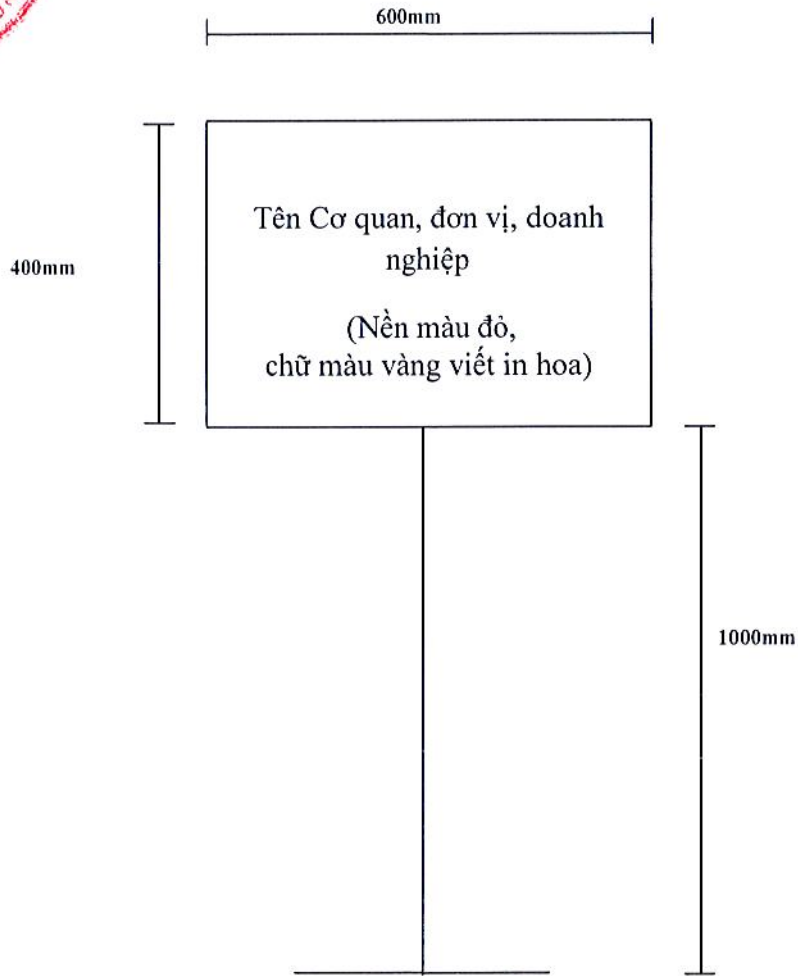 600mm
Tên Cơ quan, đơn vị, doanh
nghiệp
400mm
(Nền màu đỏ,
chữ màu vàng viết in hoa)
1000mm